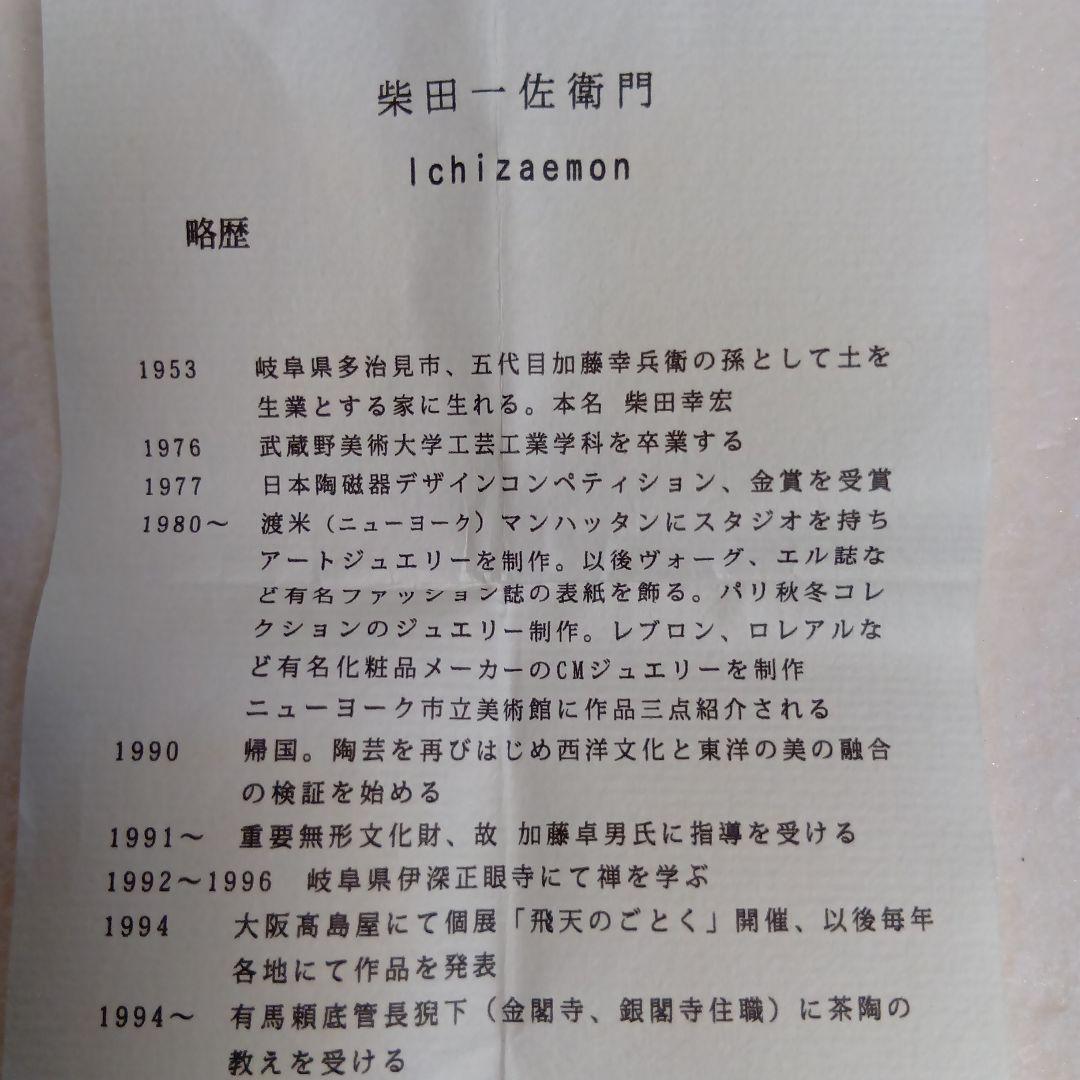 柴田一佐衛門
Ichizaemon
略歴
1953 岐阜県多治見市、五代目加藤幸兵衛の孫として土を
生業とする家に生れる。本名 柴田幸宏
1976 武蔵野美術大学工芸工業学科を卒業する
1977 日本陶磁器デザインコンペティション、金賞を受賞
1980～ 渡米（ニューヨーク）マンハッタンにスタジオを持ち
アートジュエリーを制作。以後ヴォーグ、エル誌な
ど有名ファッション誌の表紙を飾る。パリ秋冬コレ
クションのジュエリー制作。レブロン、ロレアルな
ど有名化粧品メーカーのCMジュエリーを制作
ニューヨーク市立美術館に作品三点紹介される
1990 帰国。陶芸を再びはじめ西洋文化と東洋の美の融合
の検証を始める
1991～ 重要無形文化財、故 加藤卓男氏に指導を受ける
1992～1996 岐阜県伊深正眼寺にて禅を学ぶ
1994 大阪髙島屋にて個展「飛天のごとく」開催、以後毎年
各地にて作品を発表
1994～ 有馬頼底管長猊下（金閣寺、銀閣寺住職）に茶陶の
教えを受ける